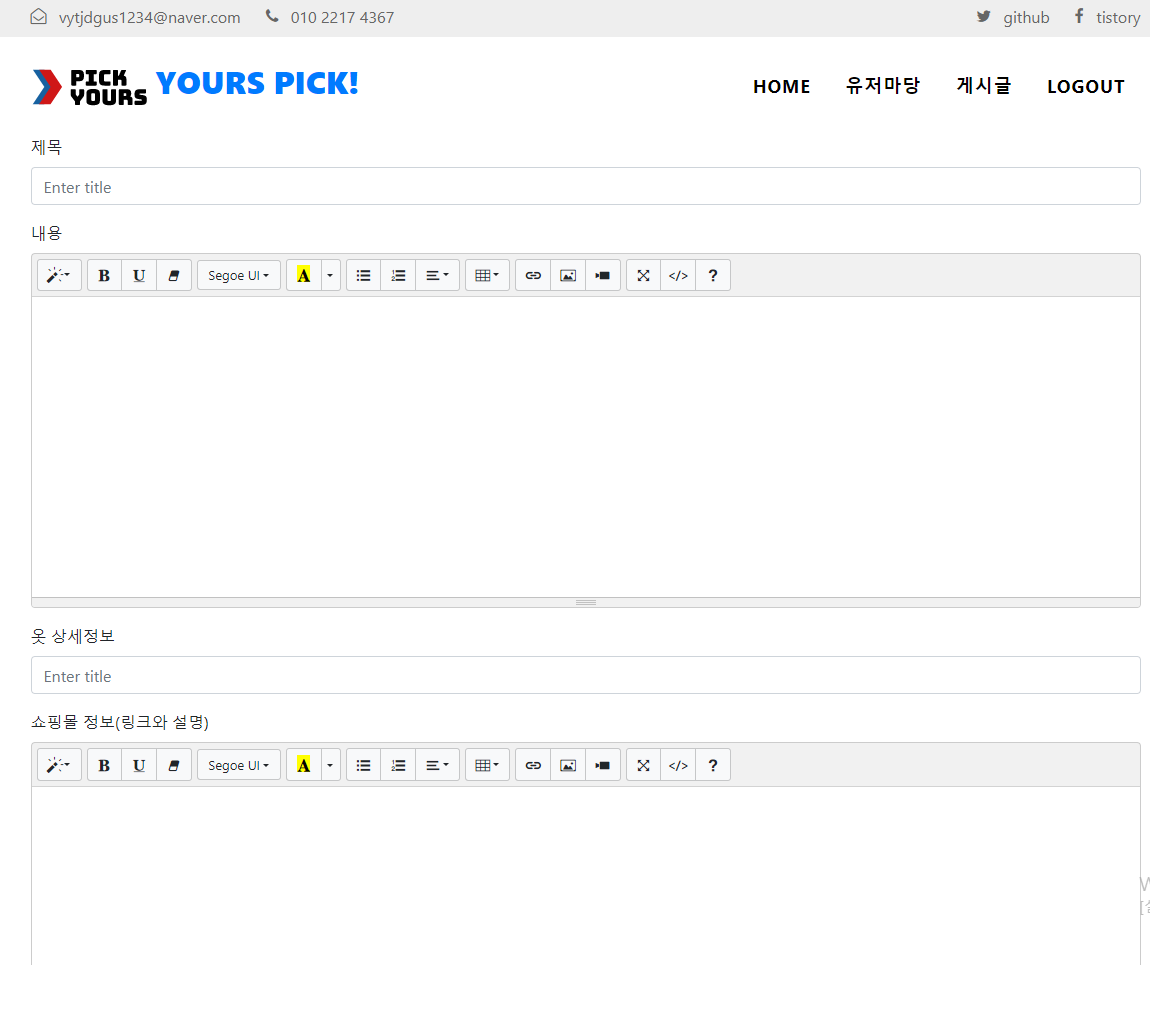 vytjdgus1234@naver.com 010 2217 4367 github tistory
PICK YOURS YOURS PICK! HOME 유저마당 게시글 LOGOUT
제목
Enter title
내용
B U Segoe UI A </> ?
옷 상세정보
Enter title
쇼핑몰 정보(링크와 설명)
B U Segoe UI A </> ?